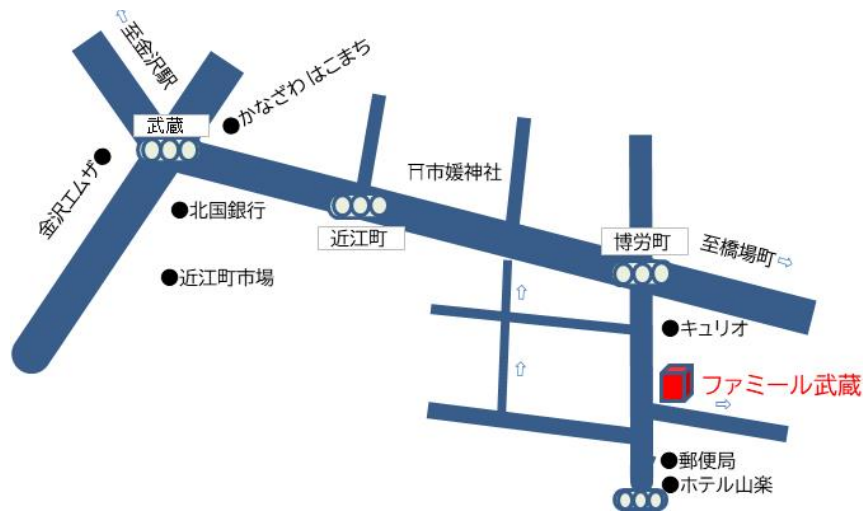 至金沢駅
かなざわ はこまち
武蔵
金沢エムザ
北国銀行
近江町
市媛神社
博労町
至橋場町
近江町市場
キュリオ
ファミール武蔵
郵便局
ホテル山楽